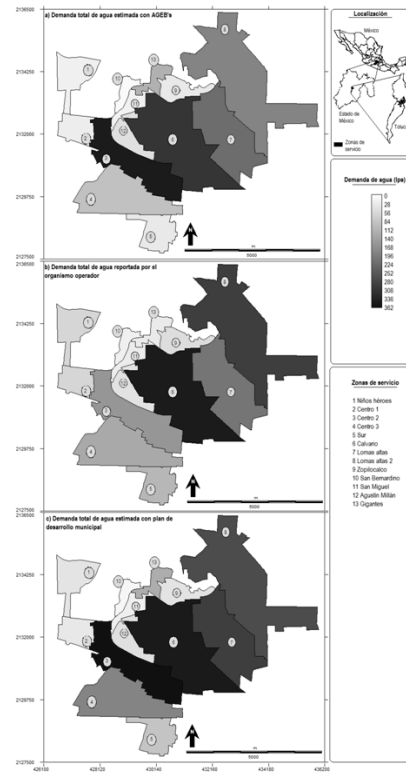 a) Demanda total de agua estimada con AGEB's
b) Demanda total de agua reportada por el
organismo operador
c) Demanda total de agua estimada con plan de
desarrollo municipal
2136500
2134250
2132000
2129750
2127500
2136500
2134250
2132000
2129750
2127500
2136500
2134250
2132000
2129750
2127500
426100
428120
430140
432160
434180
436200
N
m
5000
N
m
5000
N
m
5000
Localización
México
Estado de
México
Toluca
Zonas de
servicio
Demanda de agua (lps)
0
28
56
84
112
140
168
196
224
252
280
308
336
362
Zonas de servicio
1 Niños héroes
2 Centro 1
3 Centro 2
4 Centro 3
5 Sur
6 Calvario
7 Lomas altas
8 Lomas altas 2
9 Zopilocalco
10 San Bernardino
11 San Miguel
12 Agustín Millán
13 Gigantes